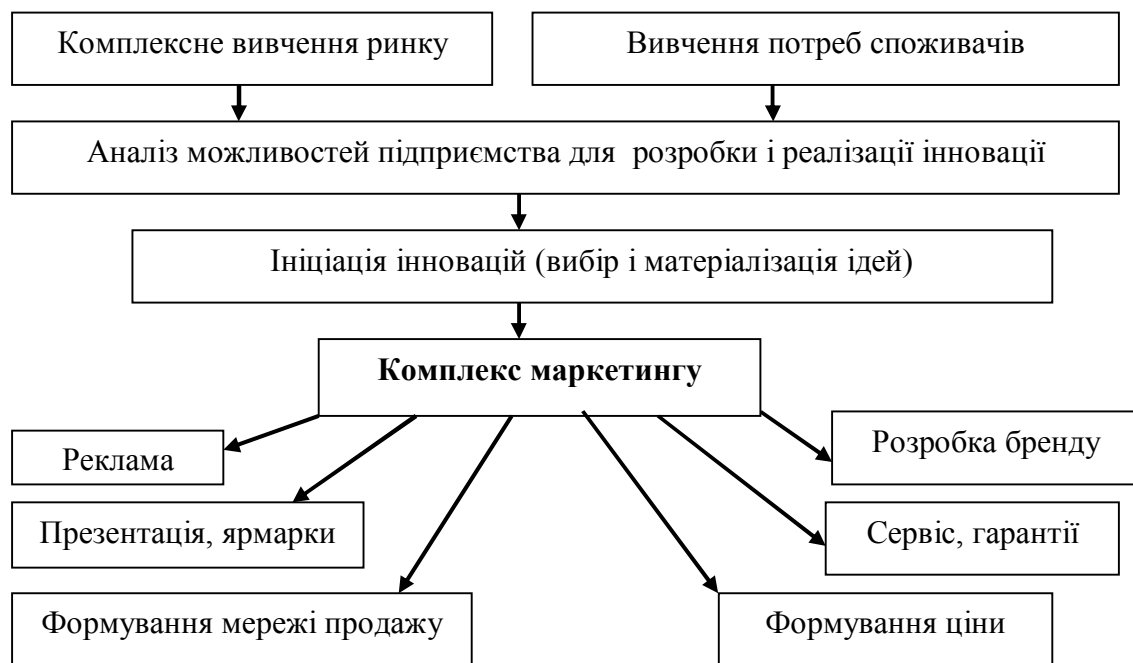 Комплексне вивчення ринку
Вивчення потреб споживачів
Аналіз можливостей підприємства для розробки і реалізації інновації
Ініціація інновацій (вибір і матеріалізація ідей)
Комплекс маркетингу
Реклама
Розробка бренду
Презентація, ярмарки
Сервіс, гарантії
Формування мережі продажу
Формування ціни